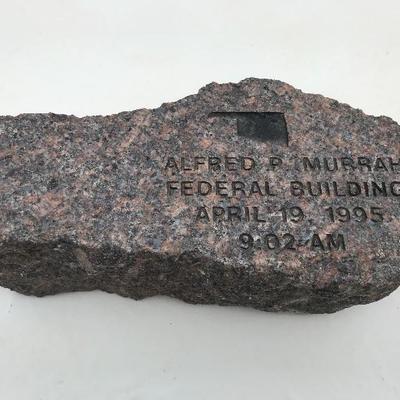 ALFRED P. MURRAH
FEDERAL BUILDING
APRIL 19, 1995
9:02 AM